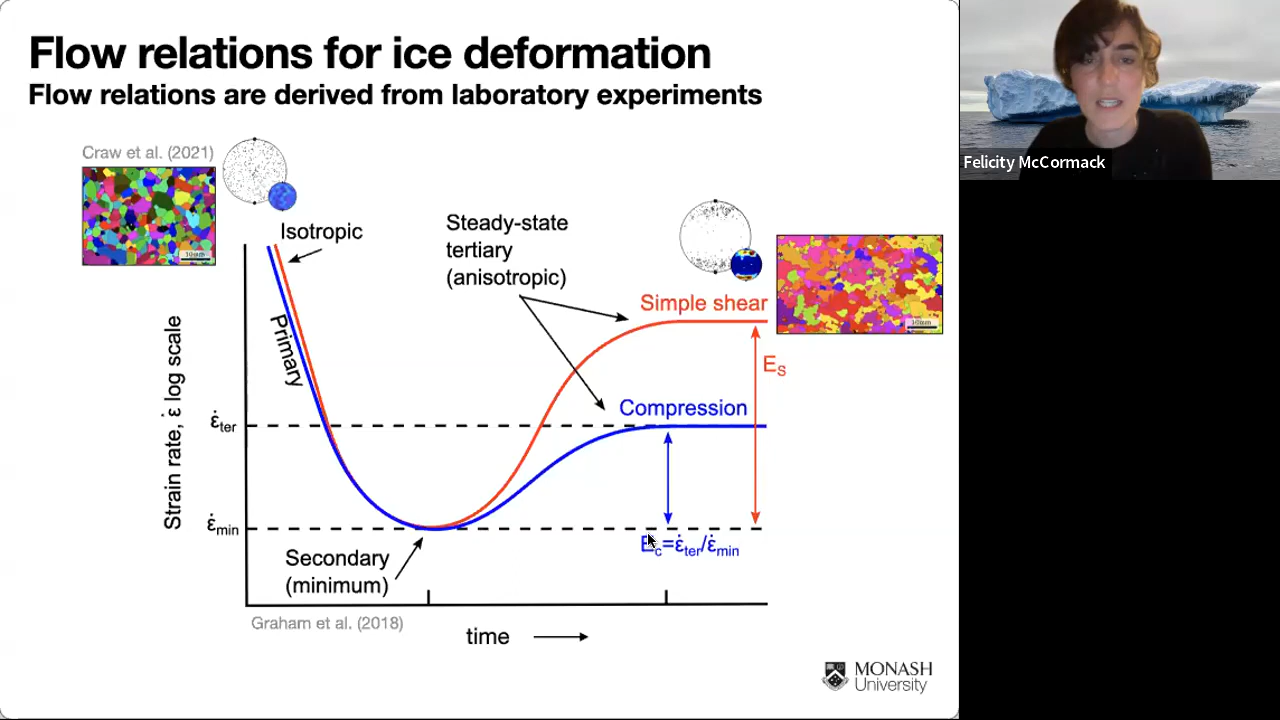 Flow relations for ice deformation
Flow relations are derived from laboratory experiments
Felicity McCormack
Craw et al. (2021)
10mm
Isotropic
Primary
Steady-state
tertiary
(anisotropic)
Simple shear
10mm
E_S
Compression
Strain rate, ε̇ log scale
ε̇_ter
ε̇_min
E_c=ε̇_ter/ε̇_min
Secondary
(minimum)
Graham et al. (2018)
time
MONASH
University